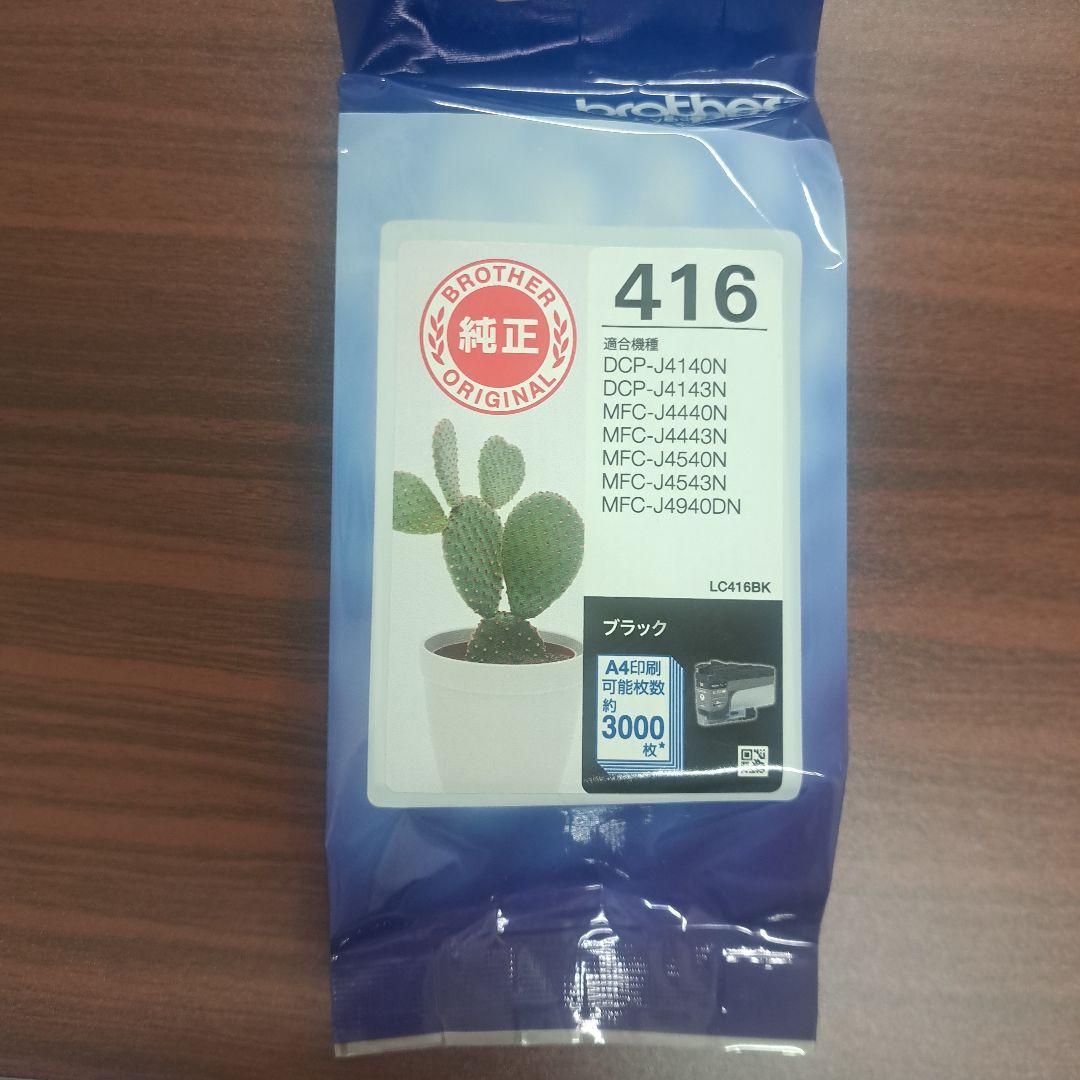 brother
BROTHER
純正
ORIGINAL
416
適合機種
DCP-J4140N
DCP-J4143N
MFC-J4440N
MFC-J4443N
MFC-J4540N
MFC-J4543N
MFC-J4940DN
LC416BK
ブラック
A4印刷
可能枚数
約
3000
枚*